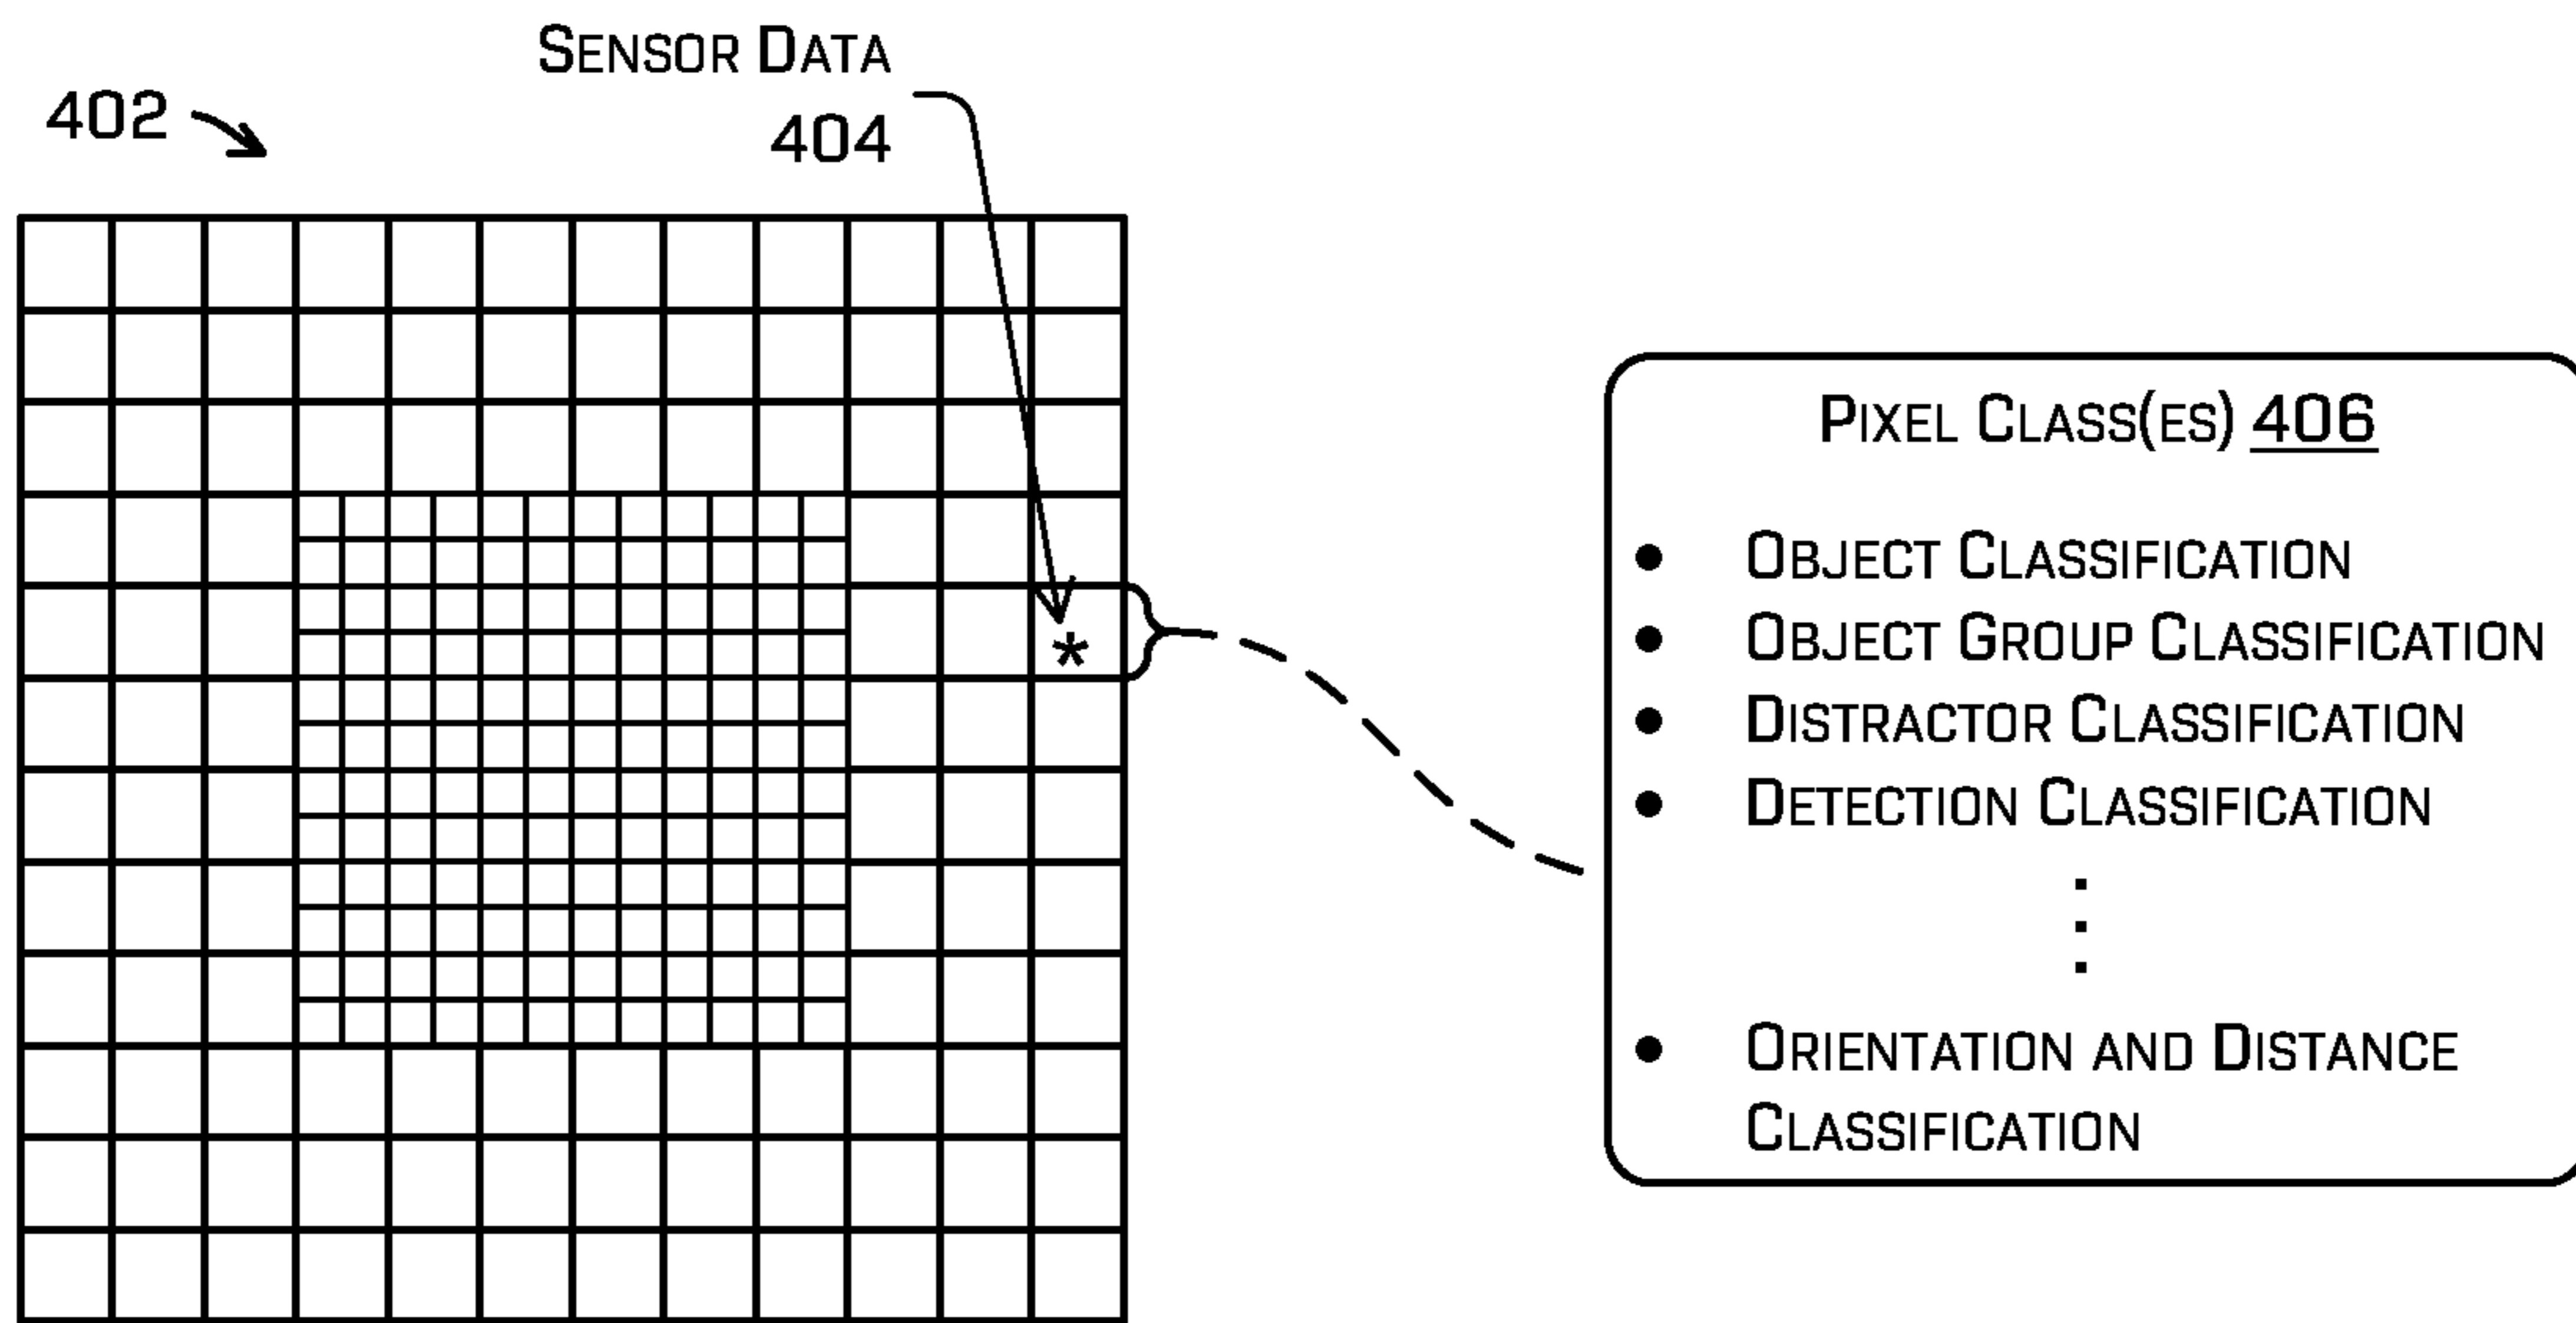 SENSOR DATA
402
404
*
PIXEL CLASS(ES) 406
• OBJECT CLASSIFICATION
• OBJECT GROUP CLASSIFICATION
• DISTRACTOR CLASSIFICATION
• DETECTION CLASSIFICATION
• ORIENTATION AND DISTANCE
CLASSIFICATION